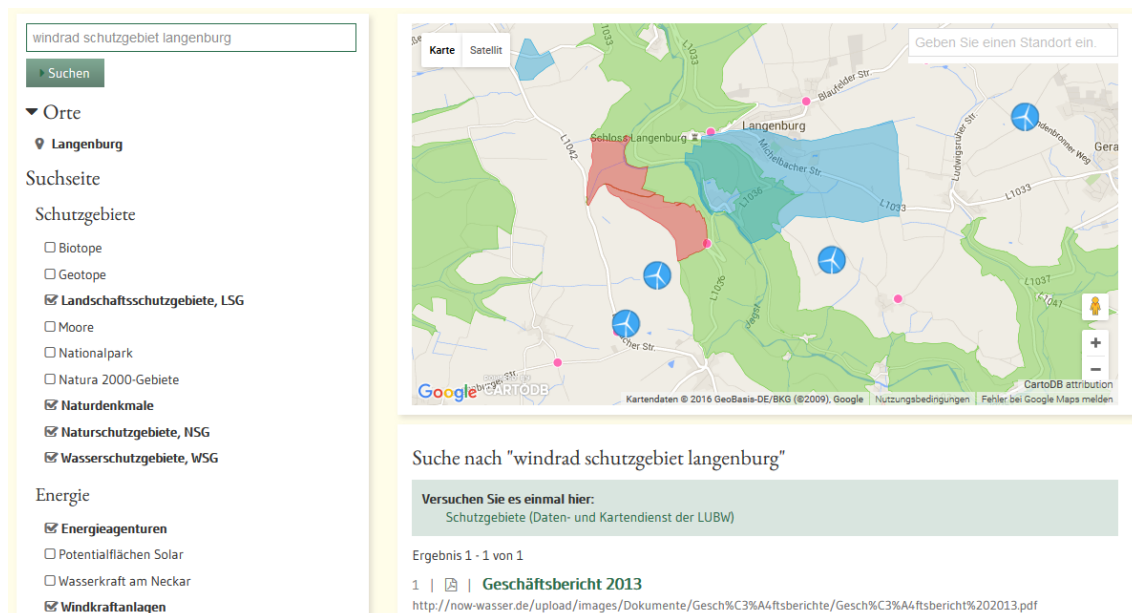 windrad schutzgebiet langenburg
Suchen
Orte
Langenburg
Suchseite
Schutzgebiete
Biotope
Geotope
Landschaftsschutzgebiete, LSG
Moore
Nationalpark
Natura 2000-Gebiete
Naturdenkmale
Naturschutzgebiete, NSG
Wasserschutzgebiete, WSG
Energie
Energieagenturen
Potentialflächen Solar
Wasserkraft am Neckar
Windkraftanlagen
Karte
Satellit
Geben Sie einen Standort ein.
L1033
L1033
Blaufelder Str.
Langenburg
Schloss Langenburg
L1042
Michelbacher Str
Ludwigsruher Str.
Gera
L1036
L1033
L1033
L1036
Jagst
L1037
L1041
Google
CARTODB
CartoDB attribution
Kartendaten © 2016 GeoBasis-DE/BKG (©2009), Google
Nutzungsbedingungen
Fehler bei Google Maps melden
Suche nach "windrad schutzgebiet langenburg"
Versuchen Sie es einmal hier:
Schutzgebiete (Daten- und Kartendienst der LUBW)
Ergebnis 1 - 1 von 1
1 | | Geschäftsbericht 2013
http://now-wasser.de/upload/images/Dokumente/Gesch%C3%A4ftsberichte/Gesch%C3%A4ftsbericht%202013.pdf